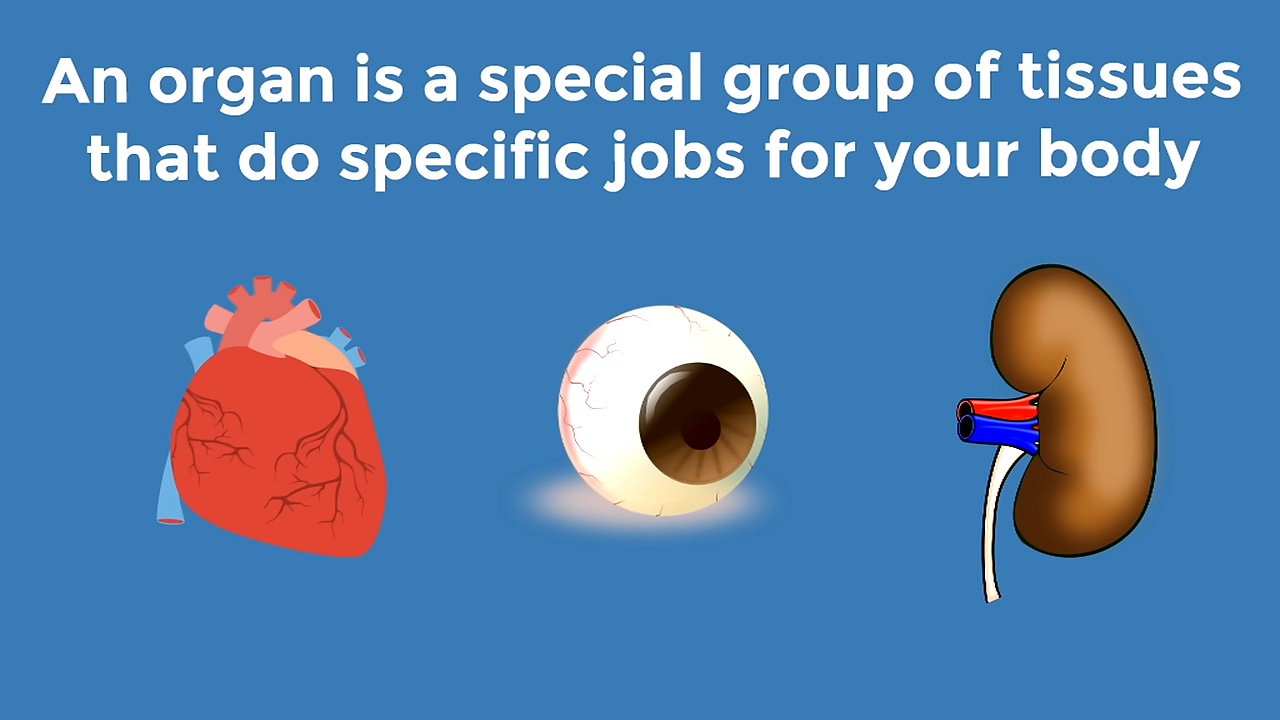 An organ is a special group of tissues
that do specific jobs for your body